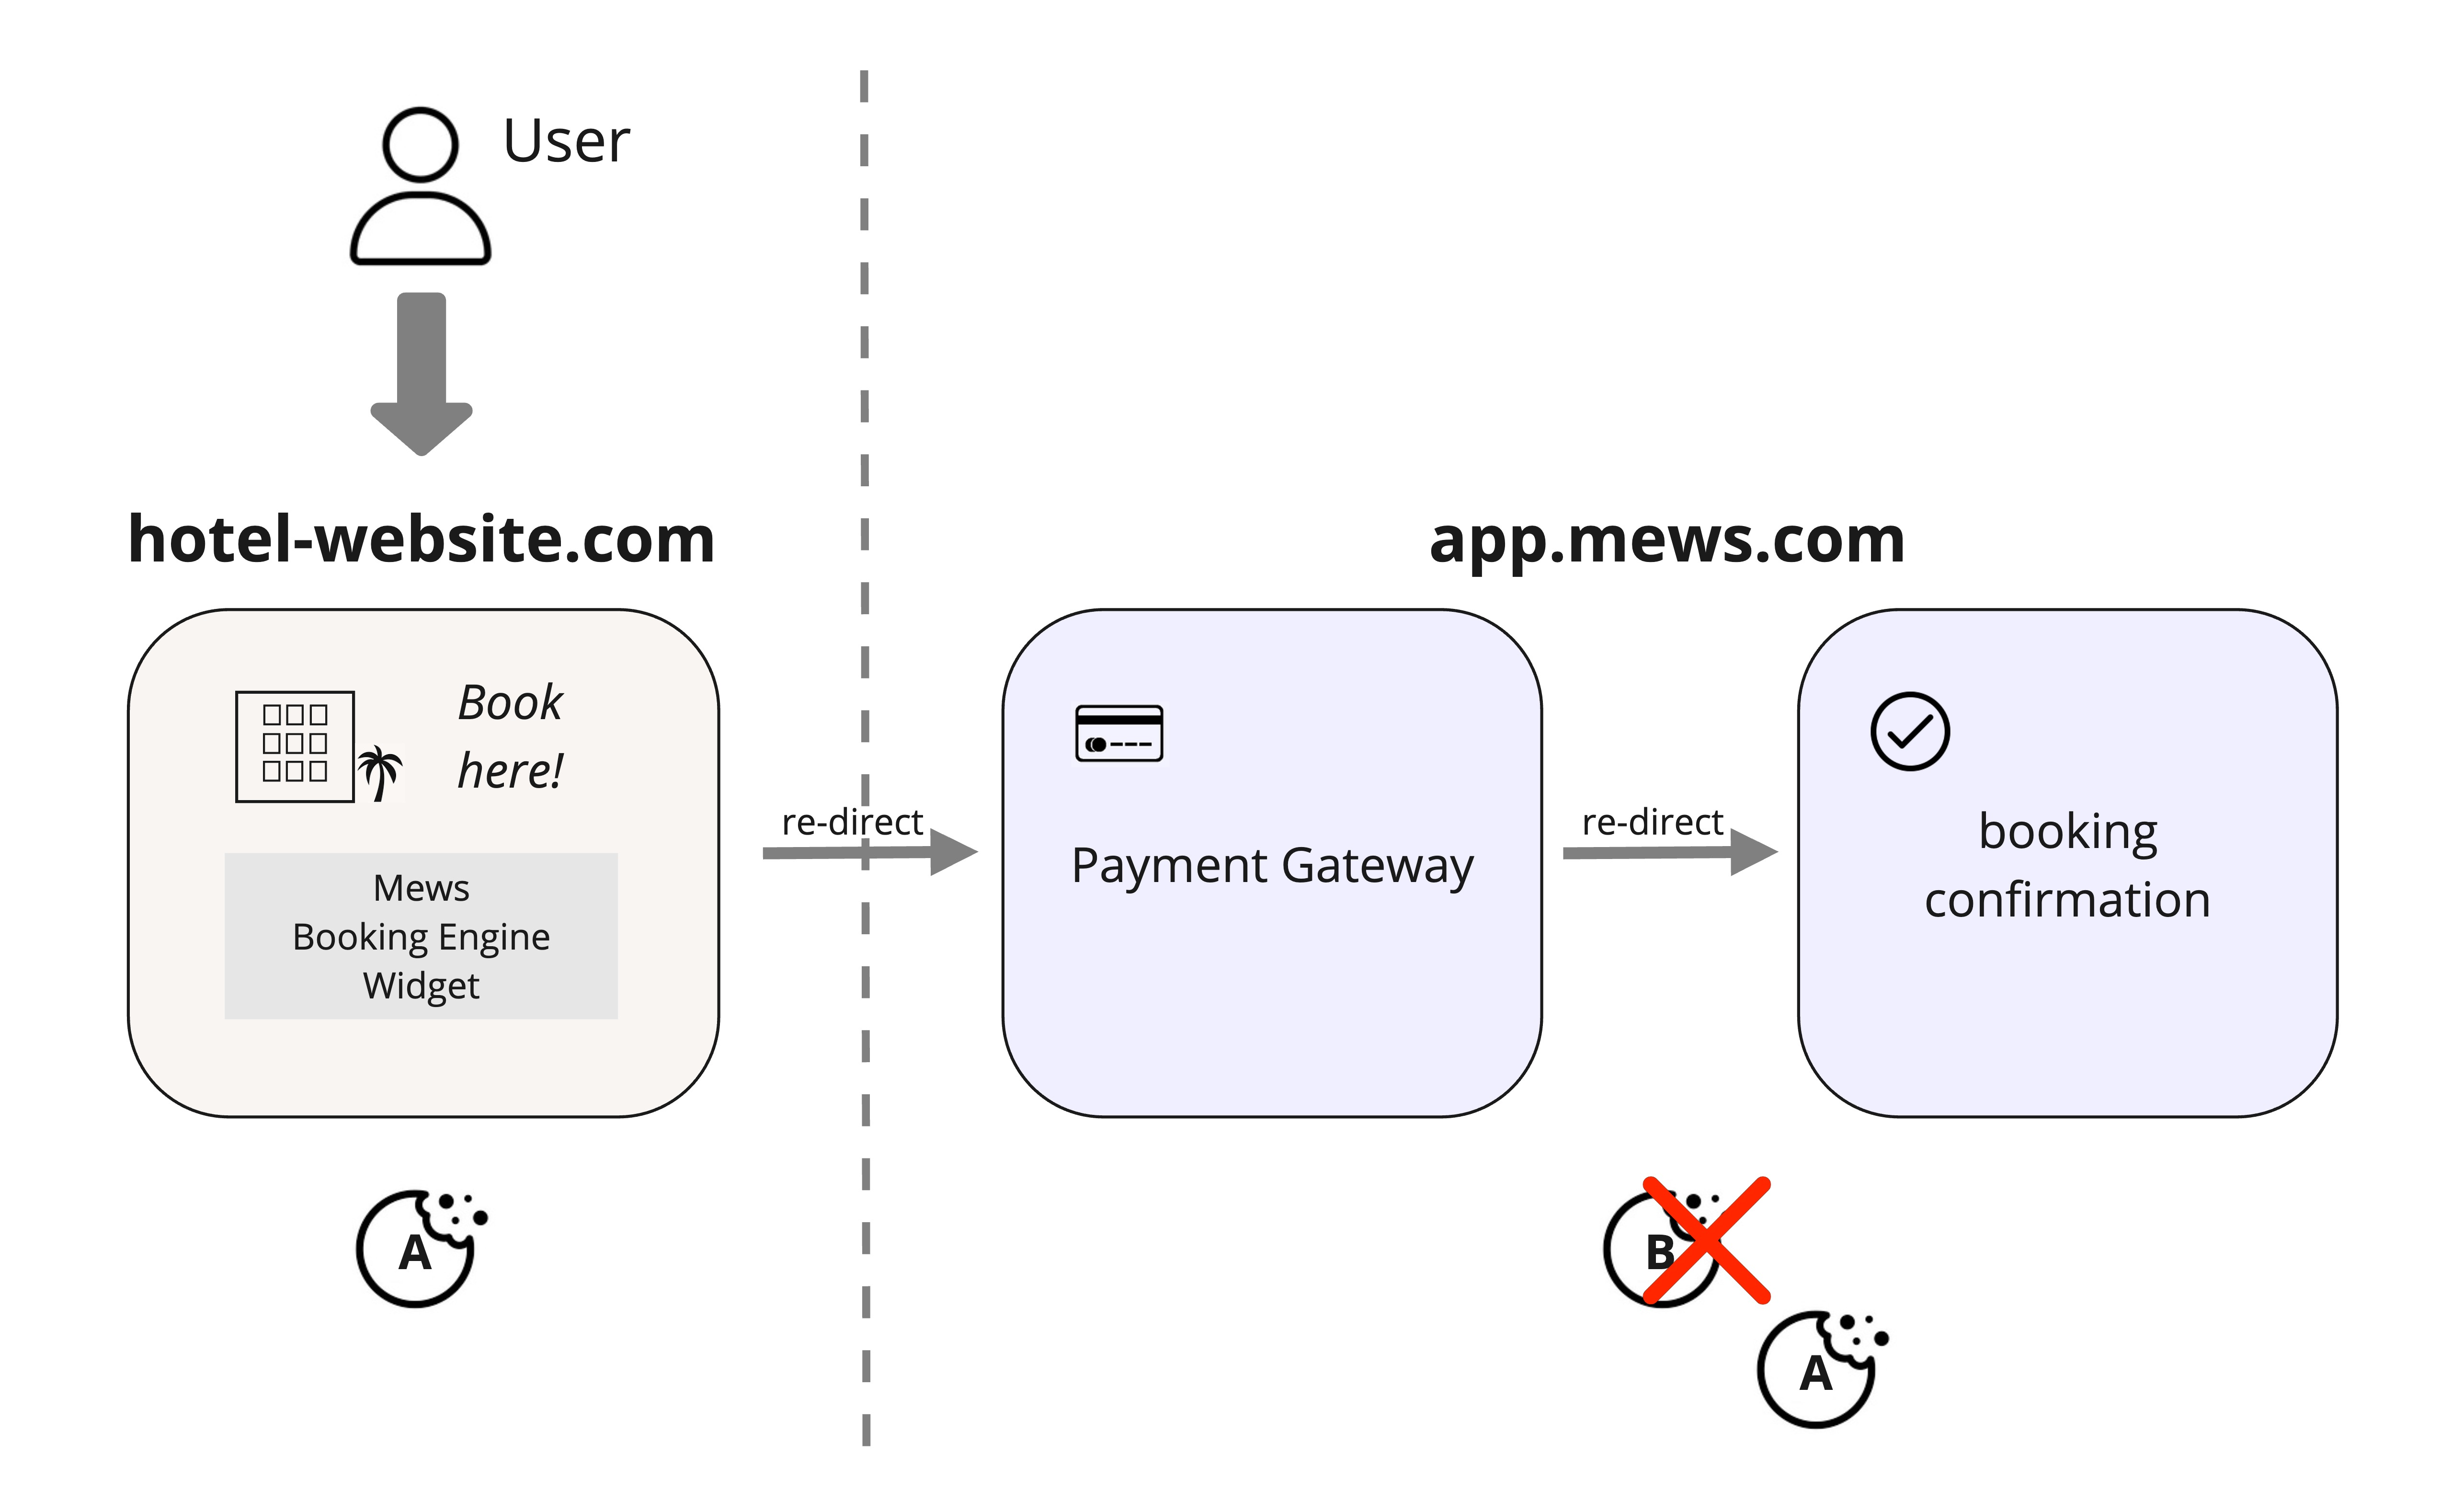 User
hotel-website.com
app.mews.com
Book
here!
Mews
Booking Engine
Widget
re-direct
Payment Gateway
re-direct
booking
confirmation
A
B
A